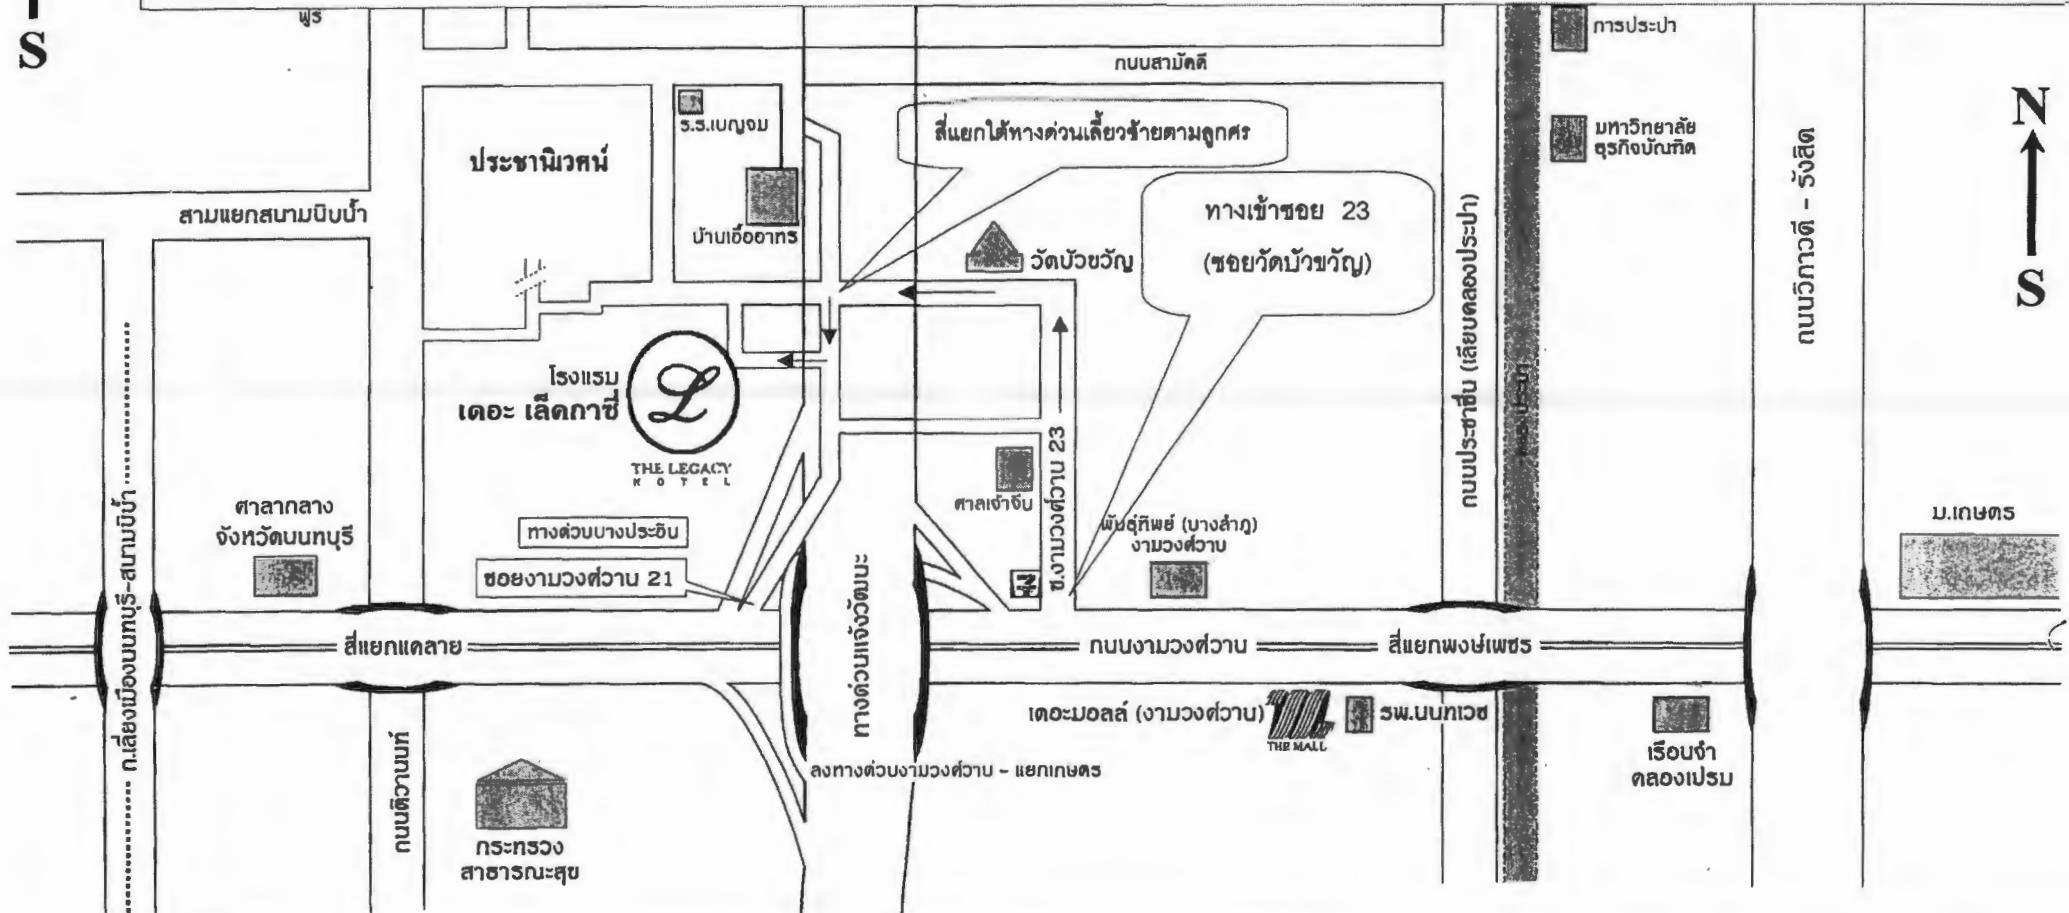 S
ฟูร์
การประปา
ถนนสามัคคี
N
ร.ร.เบญจม
สี่แยกใต้ทางด่วนเลี้ยวซ้ายตามลูกศร
มหาวิทยาลัย
ธุรกิจบัณฑิต
ประชานิเวศน์
สามแยกสนามบินน้ำ
ทางเข้าซอย 23
(ซอยวัดบัวขวัญ)
บ้านเอื้ออาทร
วัดบัวขวัญ
ถนนประชาชื่น (เลียบคลองประปา)
ถนนวิภาวดี - รังสิต
S
โรงแรม
เดอะ เล็คกาซี่
L
THE LEGACY
HOTEL
ศาลเจ้าจีน
ซ.งามวงศ์วาน 23
พันธุ์ทิพย์ (บางลำภู)
งามวงศ์วาน
ม.เกษตร
ศาลากลาง
จังหวัดนนทบุรี
ทางด่วนบางปะอิน
ซอยงามวงศ์วาน 21
7
ทางด่วนแจ้งวัฒนะ
ถ.เลี่ยงเมืองนนทบุรี-สนามบินน้ำ
สี่แยกแคลาย
ถนนงามวงศ์วาน
สี่แยกพงษ์เพชร
เดอะมอลล์ (งามวงศ์วาน)
THE MALL
รพ.นนทเวช
เรือนจำ
คลองเปรม
ลงทางด่วนงามวงศ์วาน - แยกเกษตร
ถนนติวานนท์
กระทรวง
สาธารณะสุข